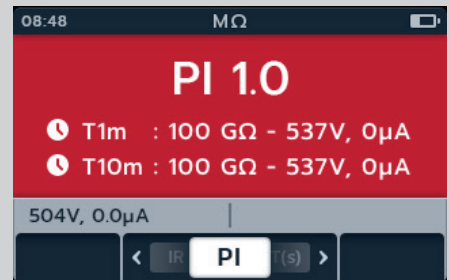 08:48 MΩ
PI 1.0
T1m : 100 GΩ - 537V, 0µA
T10m : 100 GΩ - 537V, 0µA
504V, 0.0µA
< IR PI T(s) >